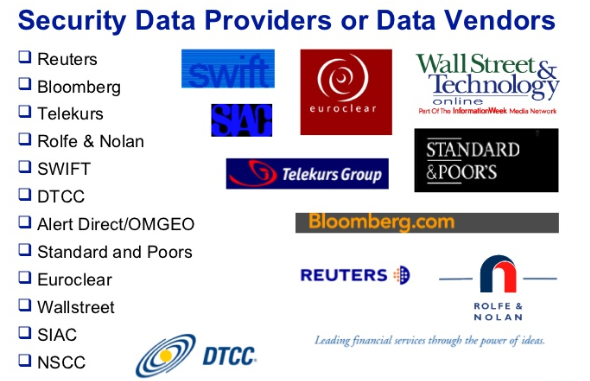 Security Data Providers or Data Vendors
Reuters
Bloomberg
Telekurs
Rolfe & Nolan
SWIFT
DTCC
Alert Direct/OMGEO
Standard and Poors
Euroclear
Wallstreet
SIAC
NSCC
swift
euroclear
Wall Street &
Technology
online
Part Of The InformationWeek Media Network
SIAC
STANDARD
& POOR'S
Telekurs Group
Bloomberg.com
REUTERS
ROLFE &
NOLAN
Leading financial services through the power of ideas.
DTCC